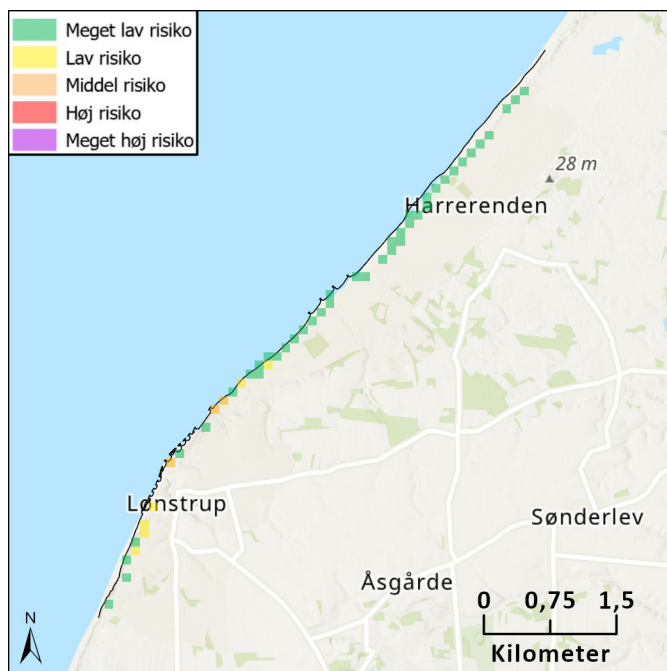 Meget lav risiko
Lav risiko
Middel risiko
Høj risiko
Meget høj risiko
28 m
Harrerenden
Lønstrup
Sønderlev
Åsgårde
0 0,75 1,5
Kilometer
N